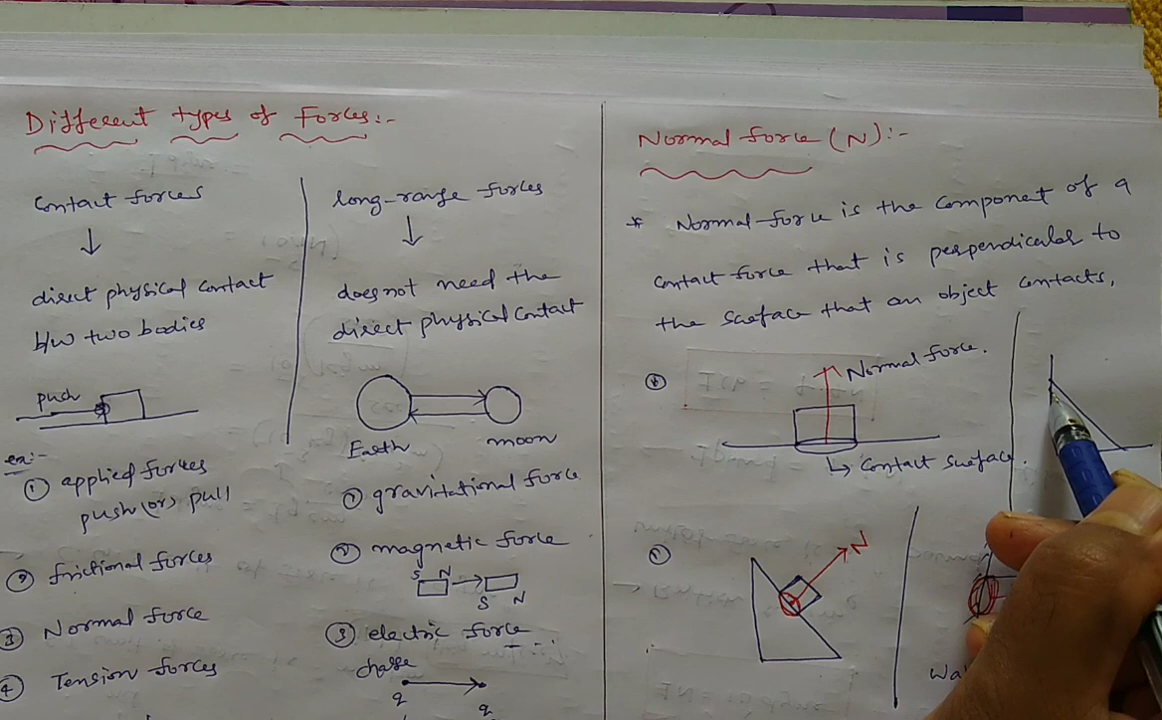 Different types of Forces:-
Contact forces
direct physical contact
b/w two bodies
push
ex:-
① applied forces
push (or) pull
② frictional forces
③ Normal force
④ Tension forces
long-range forces
does not need the
direct physical contact
Earth
moon
① gravitational force
② magnetic force
S N
S N
③ electric force
charge
q
q
Normal force (N):-
* Normal force is the component of a
contact force that is perpendicular to
the surface that an object contacts,
Normal force.
Contact surface.
N